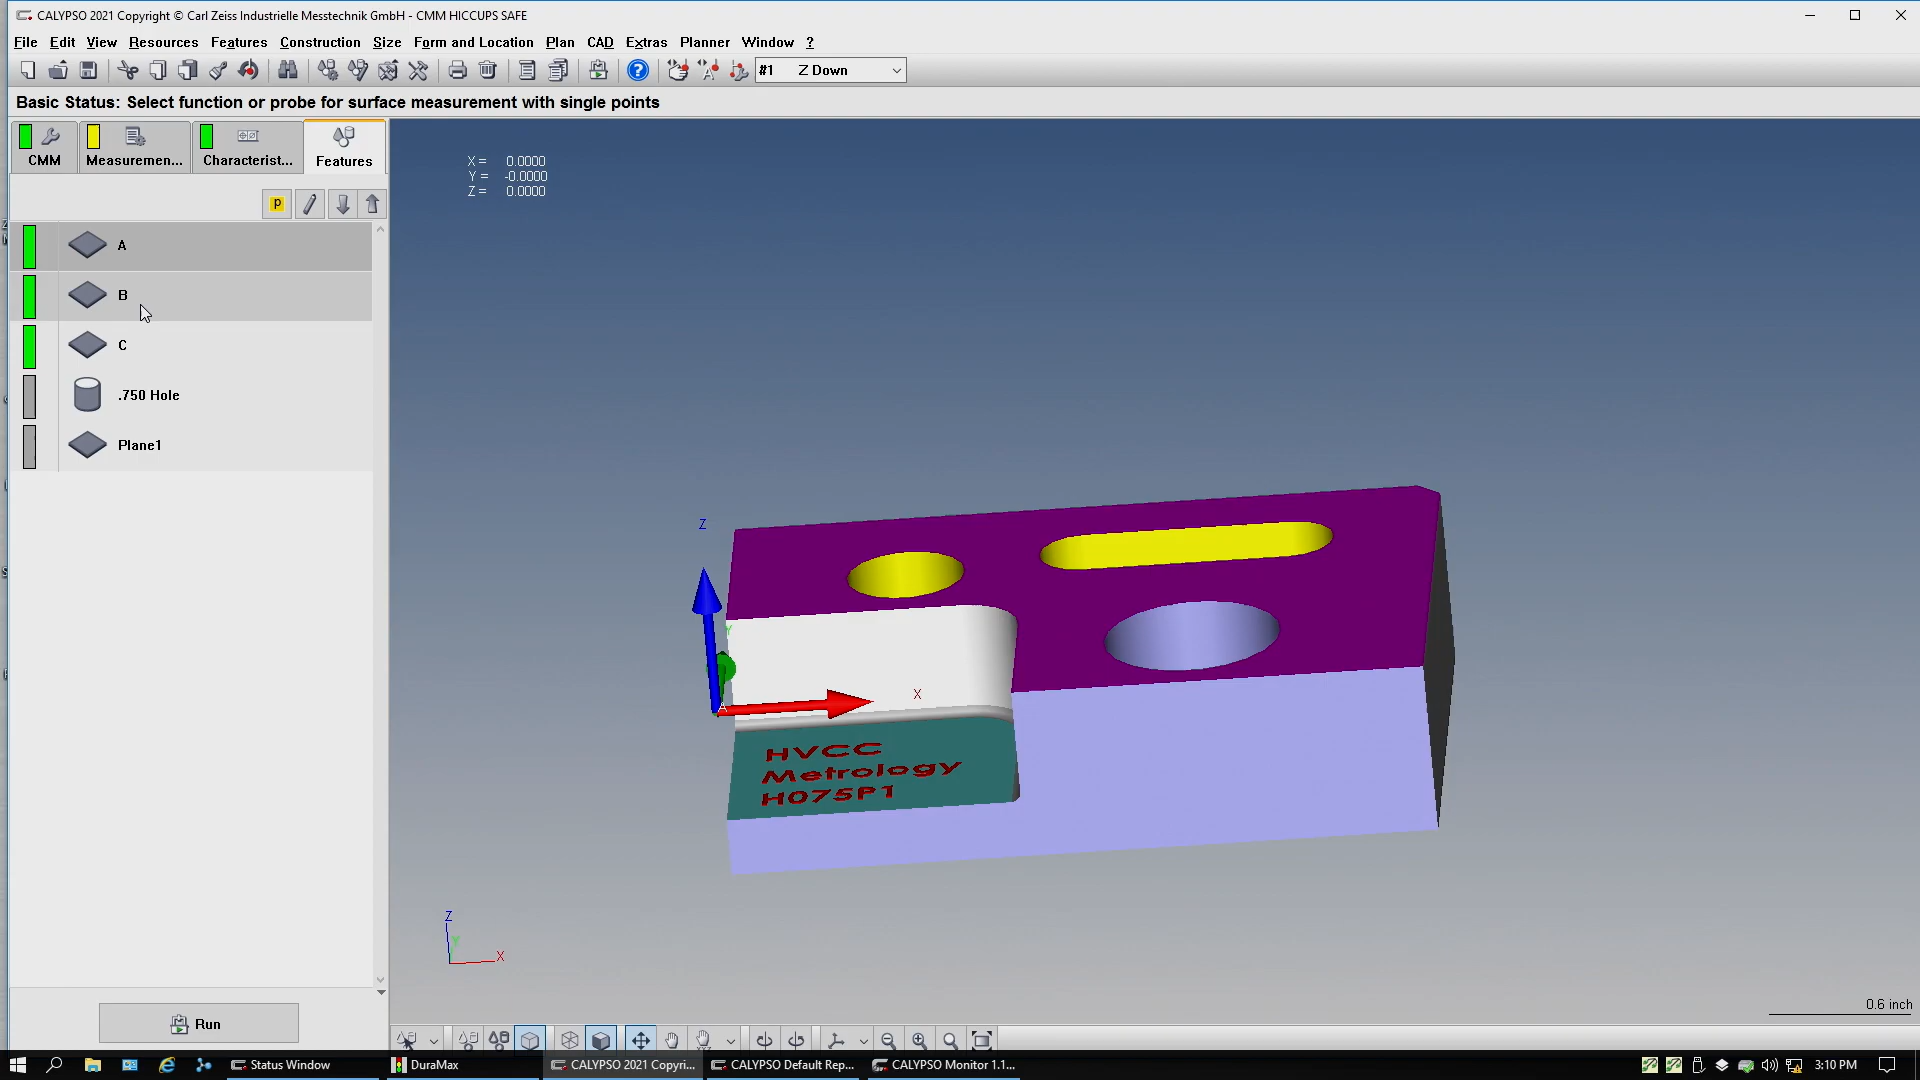 CALYPSO 2021 Copyright © Carl Zeiss Industrielle Messtechnik GmbH - CMM HICCUPS SAFE
File Edit View Resources Features Construction Size Form and Location Plan CAD Extras Planner Window ?
#1 Z Down
Basic Status: Select function or probe for surface measurement with single points
CMM Measuremen... Characterist... Features
P
A
B
C
.750 Hole
Plane1
Run
X = 0.0000
Y = -0.0000
Z = 0.0000
Z
Y
X
HVCC
Metrology
H075P1
Z
Y
X
0.6 inch
Status Window DuraMax CALYPSO 2021 Copyri... CALYPSO Default Rep... CALYPSO Monitor 1.1... 3:10 PM